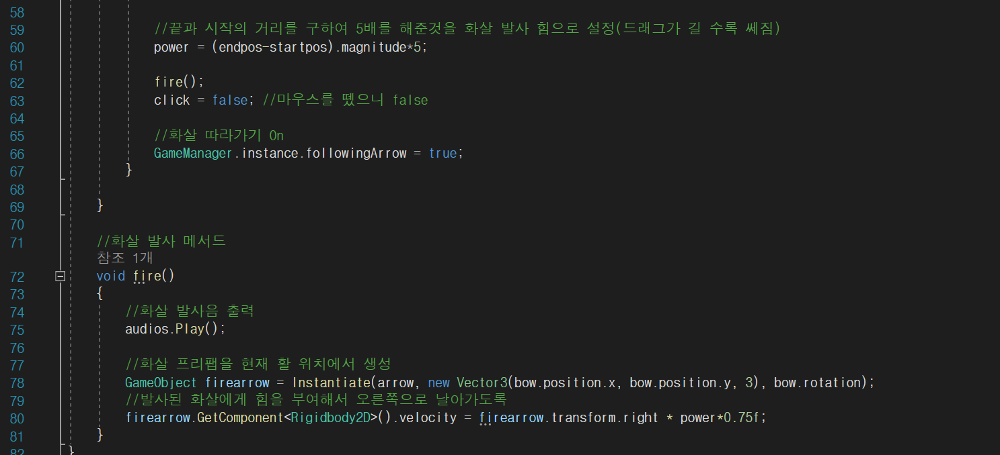 58
59 //끝과 시작의 거리를 구하여 5배를 해준것을 화살 발사 힘으로 설정(드래그가 길 수록 쎄짐)
60 power = (endpos-startpos).magnitude*5;
61
62 fire();
63 click = false; //마우스를 뗐으니 false
64
65 //화살 따라가기 On
66 GameManager.instance.followingArrow = true;
67 }
68
69 }
70
71 //화살 발사 메서드
참조 1개
72 void fire()
73 {
74 //화살 발사음 출력
75 audios.Play();
76
77 //화살 프리팹을 현재 활 위치에서 생성
78 GameObject firearrow = Instantiate(arrow, new Vector3(bow.position.x, bow.position.y, 3), bow.rotation);
79 //발사된 화살에게 힘을 부여해서 오른쪽으로 날아가도록
80 firearrow.GetComponent<Rigidbody2D>().velocity = firearrow.transform.right * power*0.75f;
81 }
82 }